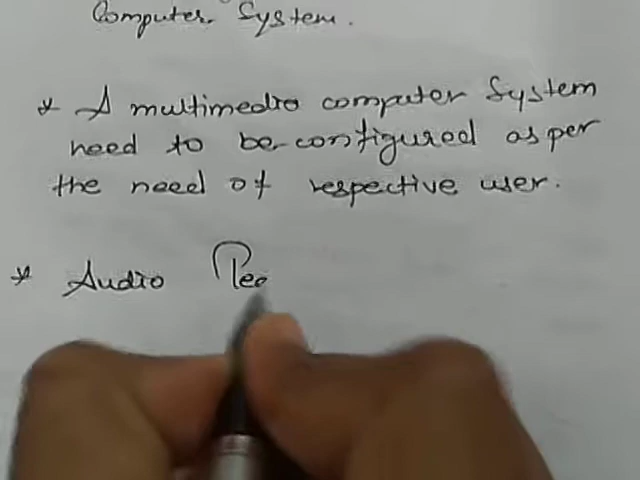 Computer System.
* A multimedia computer System
need to be configured as per
the need of respective user.
* Audio